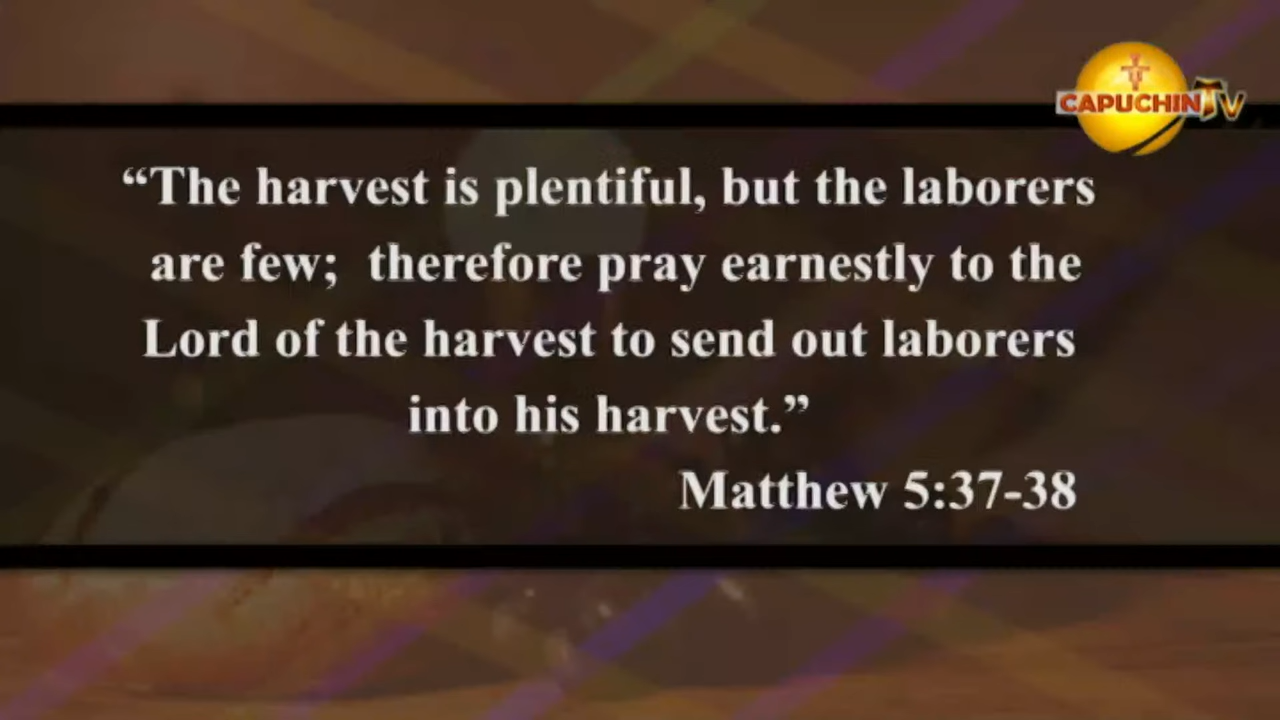 CAPUCHIN TV
“The harvest is plentiful, but the laborers
are few;  therefore pray earnestly to the
Lord of the harvest to send out laborers
into his harvest.”
Matthew 5:37-38